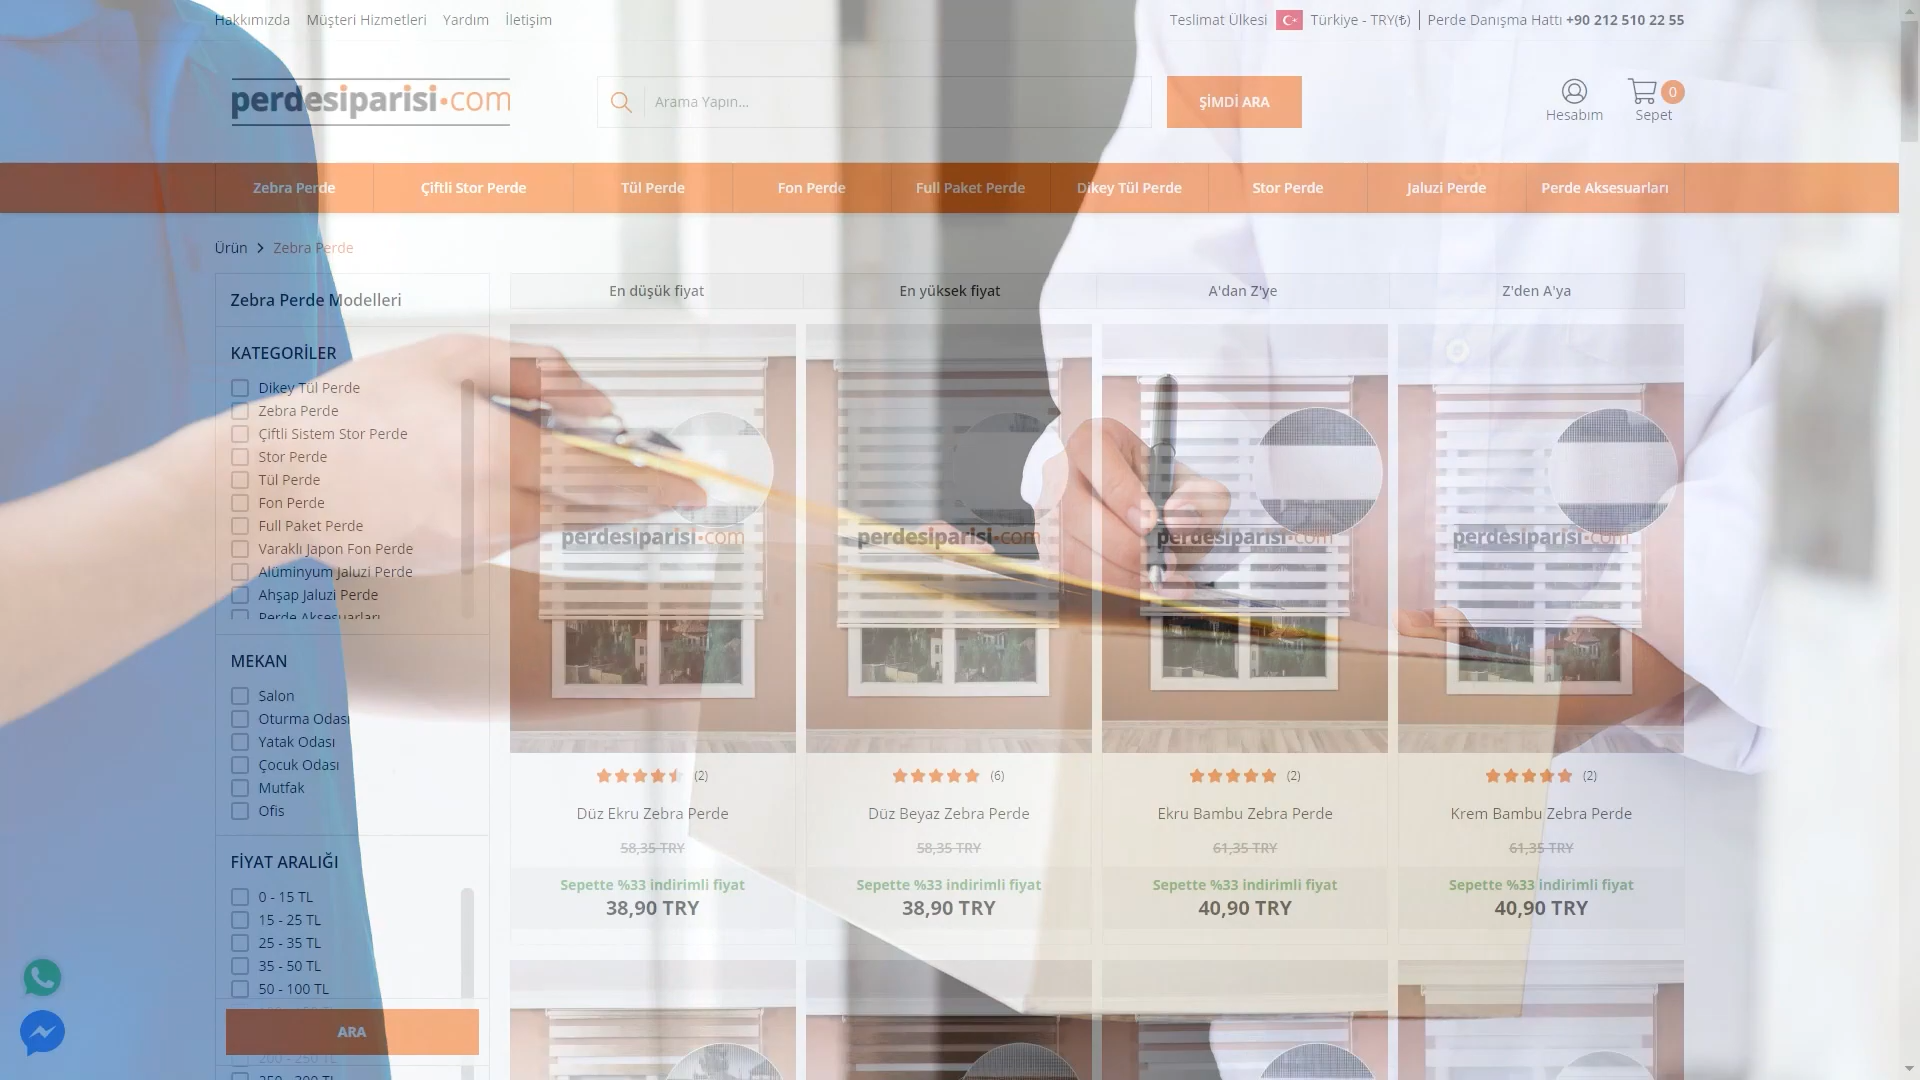 Hakkımızda Müşteri Hizmetleri Yardım İletişim
Teslimat Ülkesi Türkiye - TRY(₺) Perde Danışma Hattı +90 212 510 22 55
perdesiparisi•com
Arama Yapın...
ŞİMDİ ARA
Hesabım
0
Sepet
Zebra Perde Çiftli Stor Perde Tül Perde Fon Perde Full Paket Perde Dikey Tül Perde Stor Perde Jaluzi Perde Perde Aksesuarları
Ürün > Zebra Perde
Zebra Perde Modelleri
KATEGORİLER
Dikey Tül Perde
Zebra Perde
Çiftli Sistem Stor Perde
Stor Perde
Tül Perde
Fon Perde
Full Paket Perde
Varaklı Japon Fon Perde
Alüminyum Jaluzi Perde
Ahşap Jaluzi Perde
Perde Aksesuarları
MEKAN
Salon
Oturma Odası
Yatak Odası
Çocuk Odası
Mutfak
Ofis
FİYAT ARALIĞI
0 - 15 TL
15 - 25 TL
25 - 35 TL
35 - 50 TL
50 - 100 TL
ARA
200 - 250 TL
250 - 300 TL
En düşük fiyat En yüksek fiyat A'dan Z'ye Z'den A'ya
perdesiparisi•com perdesiparisi•com perdesiparisi•com perdesiparisi•com
(2) (6) (2) (2)
Düz Ekru Zebra Perde Düz Beyaz Zebra Perde Ekru Bambu Zebra Perde Krem Bambu Zebra Perde
58,35 TRY 58,35 TRY 61,35 TRY 61,35 TRY
Sepette %33 indirimli fiyat Sepette %33 indirimli fiyat Sepette %33 indirimli fiyat Sepette %33 indirimli fiyat
38,90 TRY 38,90 TRY 40,90 TRY 40,90 TRY